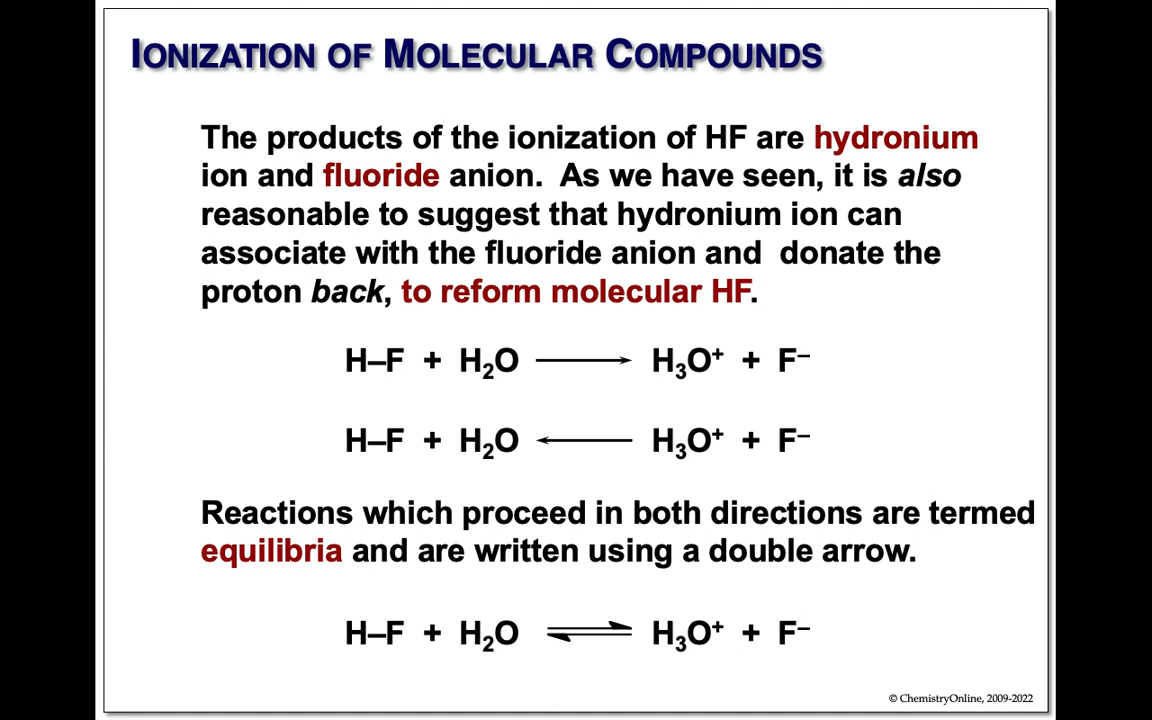 IONIZATION OF MOLECULAR COMPOUNDS
The products of the ionization of HF are hydronium
ion and fluoride anion. As we have seen, it is also
reasonable to suggest that hydronium ion can
associate with the fluoride anion and donate the
proton back, to reform molecular HF.
H–F + H₂O ⟶ H₃O⁺ + F⁻
H–F + H₂O ⟵ H₃O⁺ + F⁻
Reactions which proceed in both directions are termed
equilibria and are written using a double arrow.
H–F + H₂O ⇌ H₃O⁺ + F⁻
© ChemistryOnline, 2009-2022